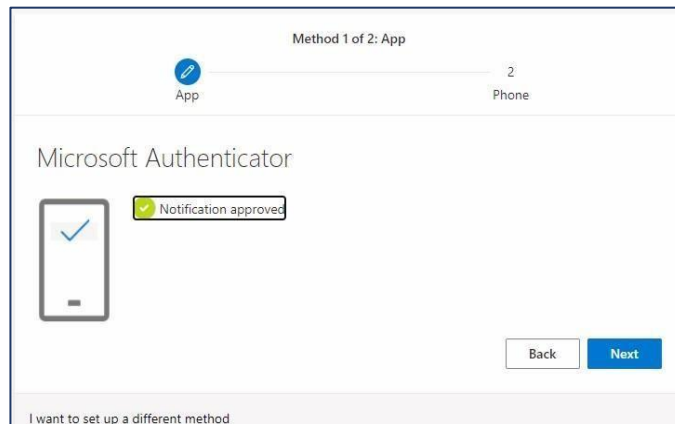 Method 1 of 2: App
2
App
Phone
Microsoft Authenticator
Notification approved
Back
Next
I want to set up a different method